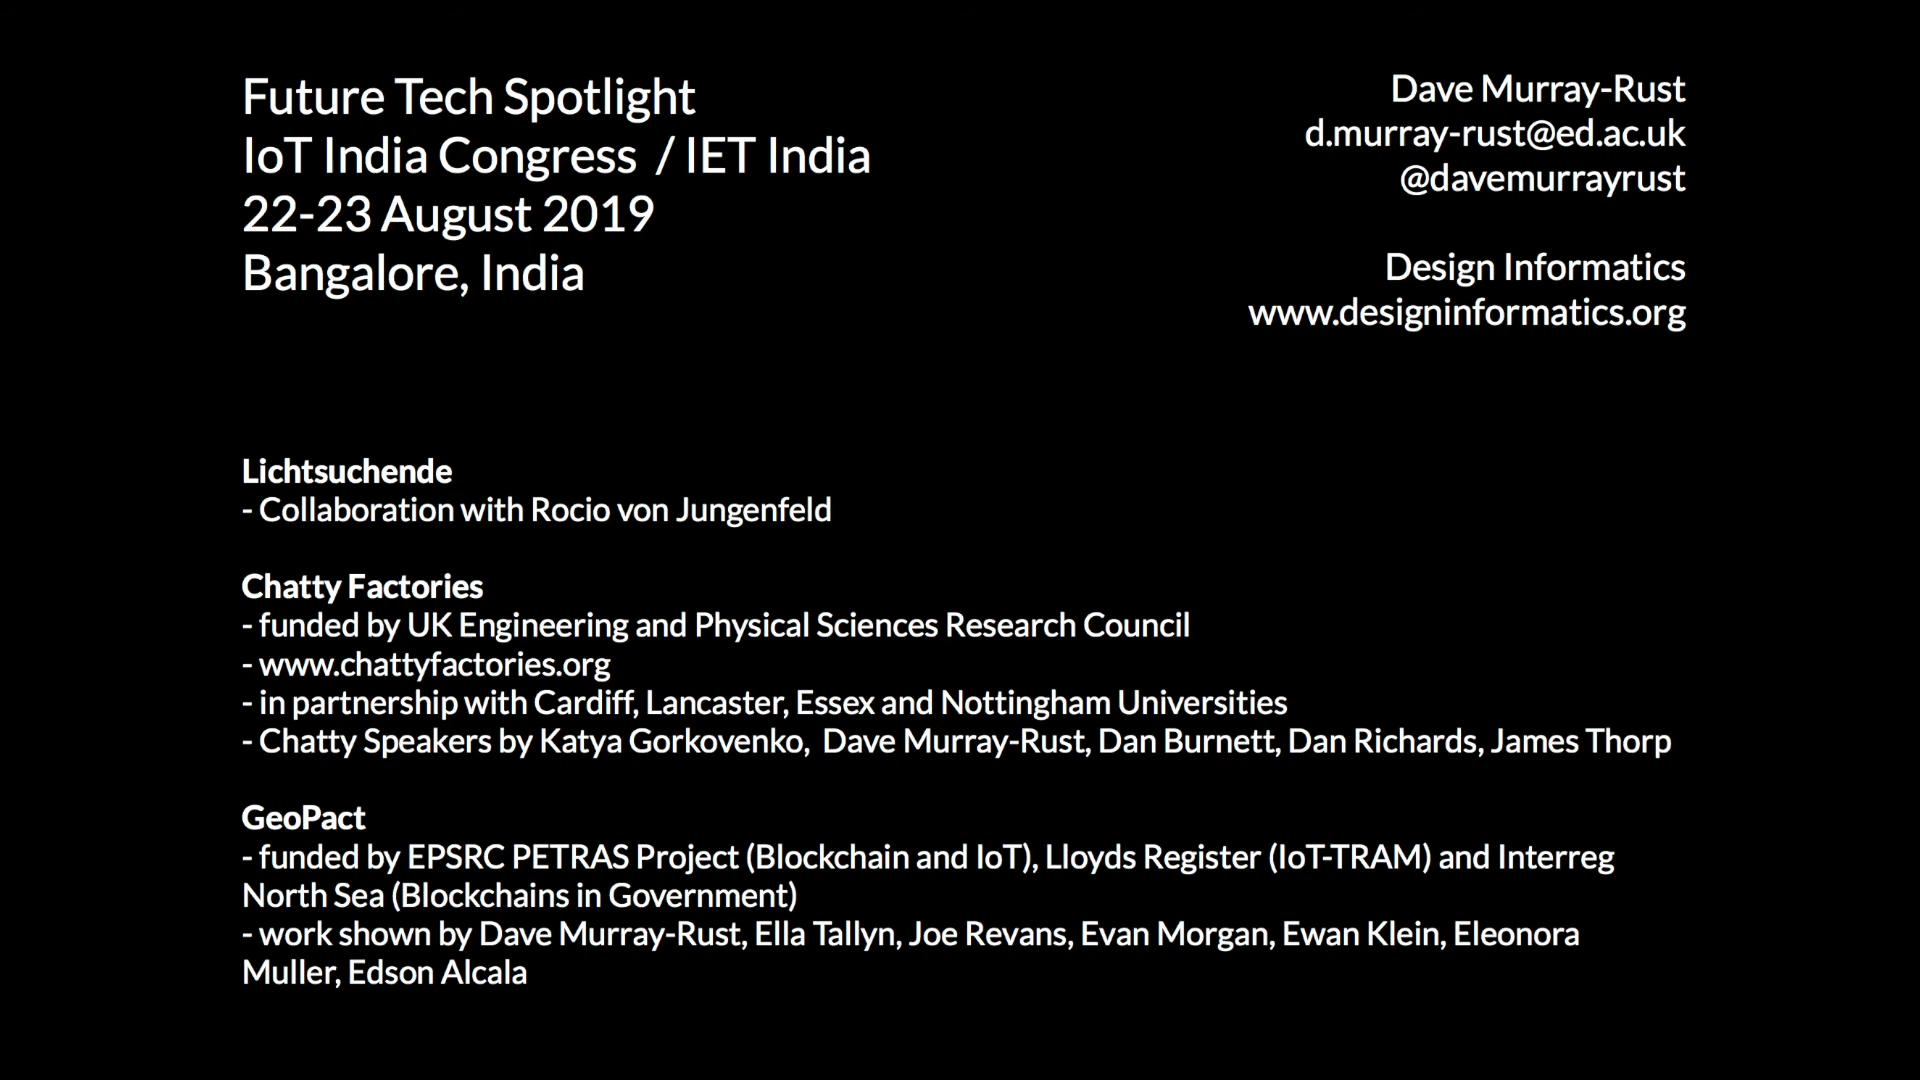 Future Tech Spotlight
IoT India Congress / IET India
22-23 August 2019
Bangalore, India
Dave Murray-Rust
d.murray-rust@ed.ac.uk
@davemurrayrust
Design Informatics
www.designinformatics.org
Lichtsuchende
- Collaboration with Rocio von Jungenfeld
Chatty Factories
- funded by UK Engineering and Physical Sciences Research Council
- www.chattyfactories.org
- in partnership with Cardiff, Lancaster, Essex and Nottingham Universities
- Chatty Speakers by Katya Gorkovenko, Dave Murray-Rust, Dan Burnett, Dan Richards, James Thorp
GeoPact
- funded by EPSRC PETRAS Project (Blockchain and IoT), Lloyds Register (IoT-TRAM) and Interreg
North Sea (Blockchains in Government)
- work shown by Dave Murray-Rust, Ella Tallyn, Joe Revans, Evan Morgan, Ewan Klein, Eleonora
Muller, Edson Alcala